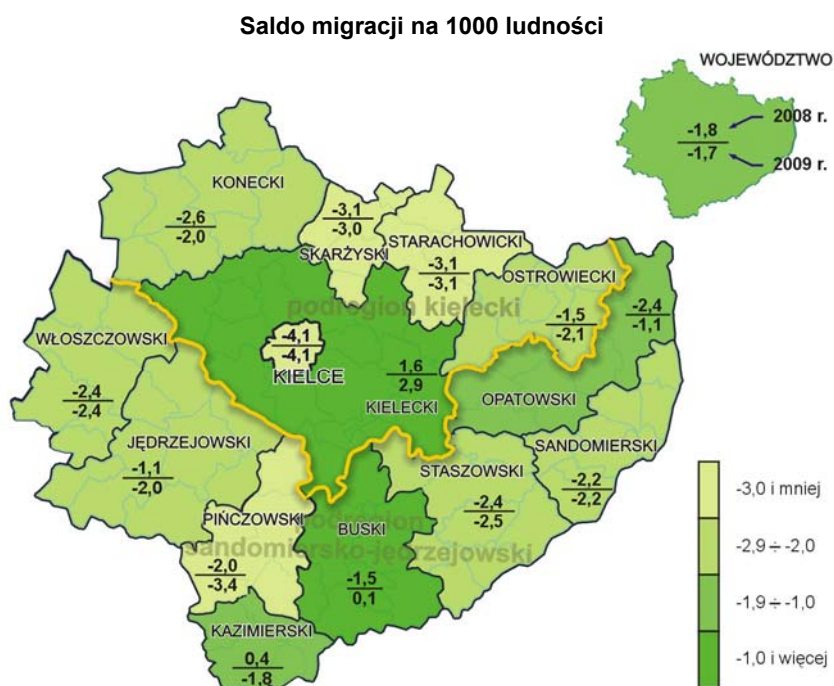 Saldo migracji na 1000 ludności
WOJEWÓDZTWO
-1,8
2008 r.
-1,7
2009 r.
KONECKI
-2,6
-2,0
-3,1
-3,0
SKARŻYSKI
STARACHOWICKI
-3,1
-3,1
OSTROWIECKI
-1,5
-2,1
-2,4
-1,1
OPATOWSKI
podregion kielecki
WŁOSZCZOWSKI
-2,4
-2,4
-4,1
-4,1
KIELCE
1,6
2,9
KIELECKI
JĘDRZEJOWSKI
-1,1
-2,0
SANDOMIERSKI
-2,2
-2,2
STASZOWSKI
-2,4
-2,5
PIŃCZOWSKI
-2,0
-3,4
BUSKI
-1,5
0,1
podregion
sandomiersko-jędrzejowski
KAZIMIERSKI
0,4
-1,8
-3,0 i mniej
-2,9 ÷ -2,0
-1,9 ÷ -1,0
-1,0 i więcej